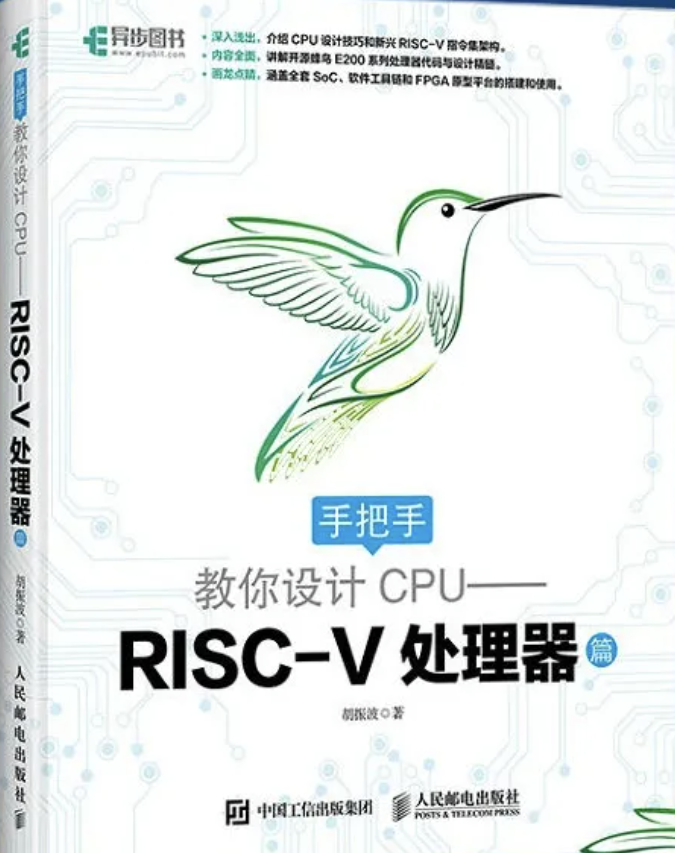 异步图书
www.epubit.com
• 深入浅出，介绍 CPU 设计技巧和新兴 RISC-V 指令集架构。
• 内容全面，讲解开源蜂鸟 E200 系列处理器代码与设计精髓。
• 画龙点睛，涵盖全套 SoC、软件工具链和 FPGA 原型平台的搭建和使用。
手把手
教你设计 CPU——
RISC-V 处理器 篇
胡振波◎著
中国工信出版集团
人民邮电出版社
POSTS & TELECOM PRESS
手把手 教你设计 CPU——RISC-V 处理器 篇
胡振波◎著
人民邮电出版社